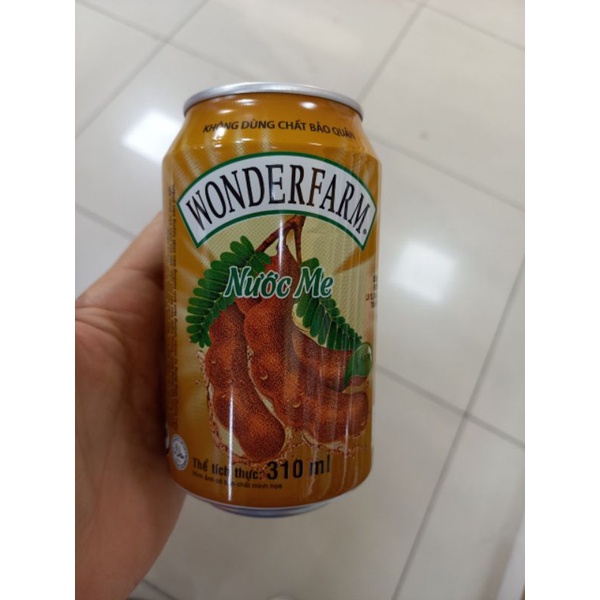 KHÔNG DÙNG CHẤT BẢO QUẢN
WONDERFARM®
Nước Me
Thể tích thực: 310 ml